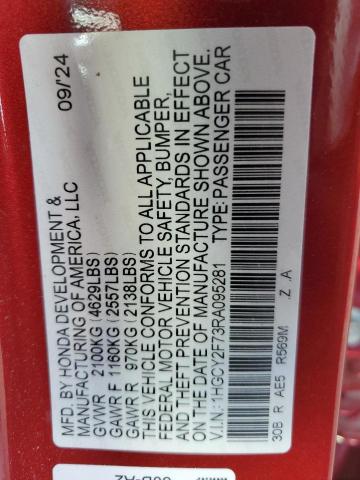 MFD. BY HONDA DEVELOPMENT &
MANUFACTURING OF AMERICA, LLC 09/24
GVWR 2100KG (4629LBS)
GAWR F 1160KG (2557LBS)
GAWR R 970KG (2138LBS)
THIS VEHICLE CONFORMS TO ALL APPLICABLE
FEDERAL MOTOR VEHICLE SAFETY, BUMPER,
AND THEFT PREVENTION STANDARDS IN EFFECT
ON THE DATE OF MANUFACTURE SHOWN ABOVE.
V.I.N.: 1HGCY2F73RA095281 TYPE: PASSENGER CAR
30B R AE5 R569M Z .A